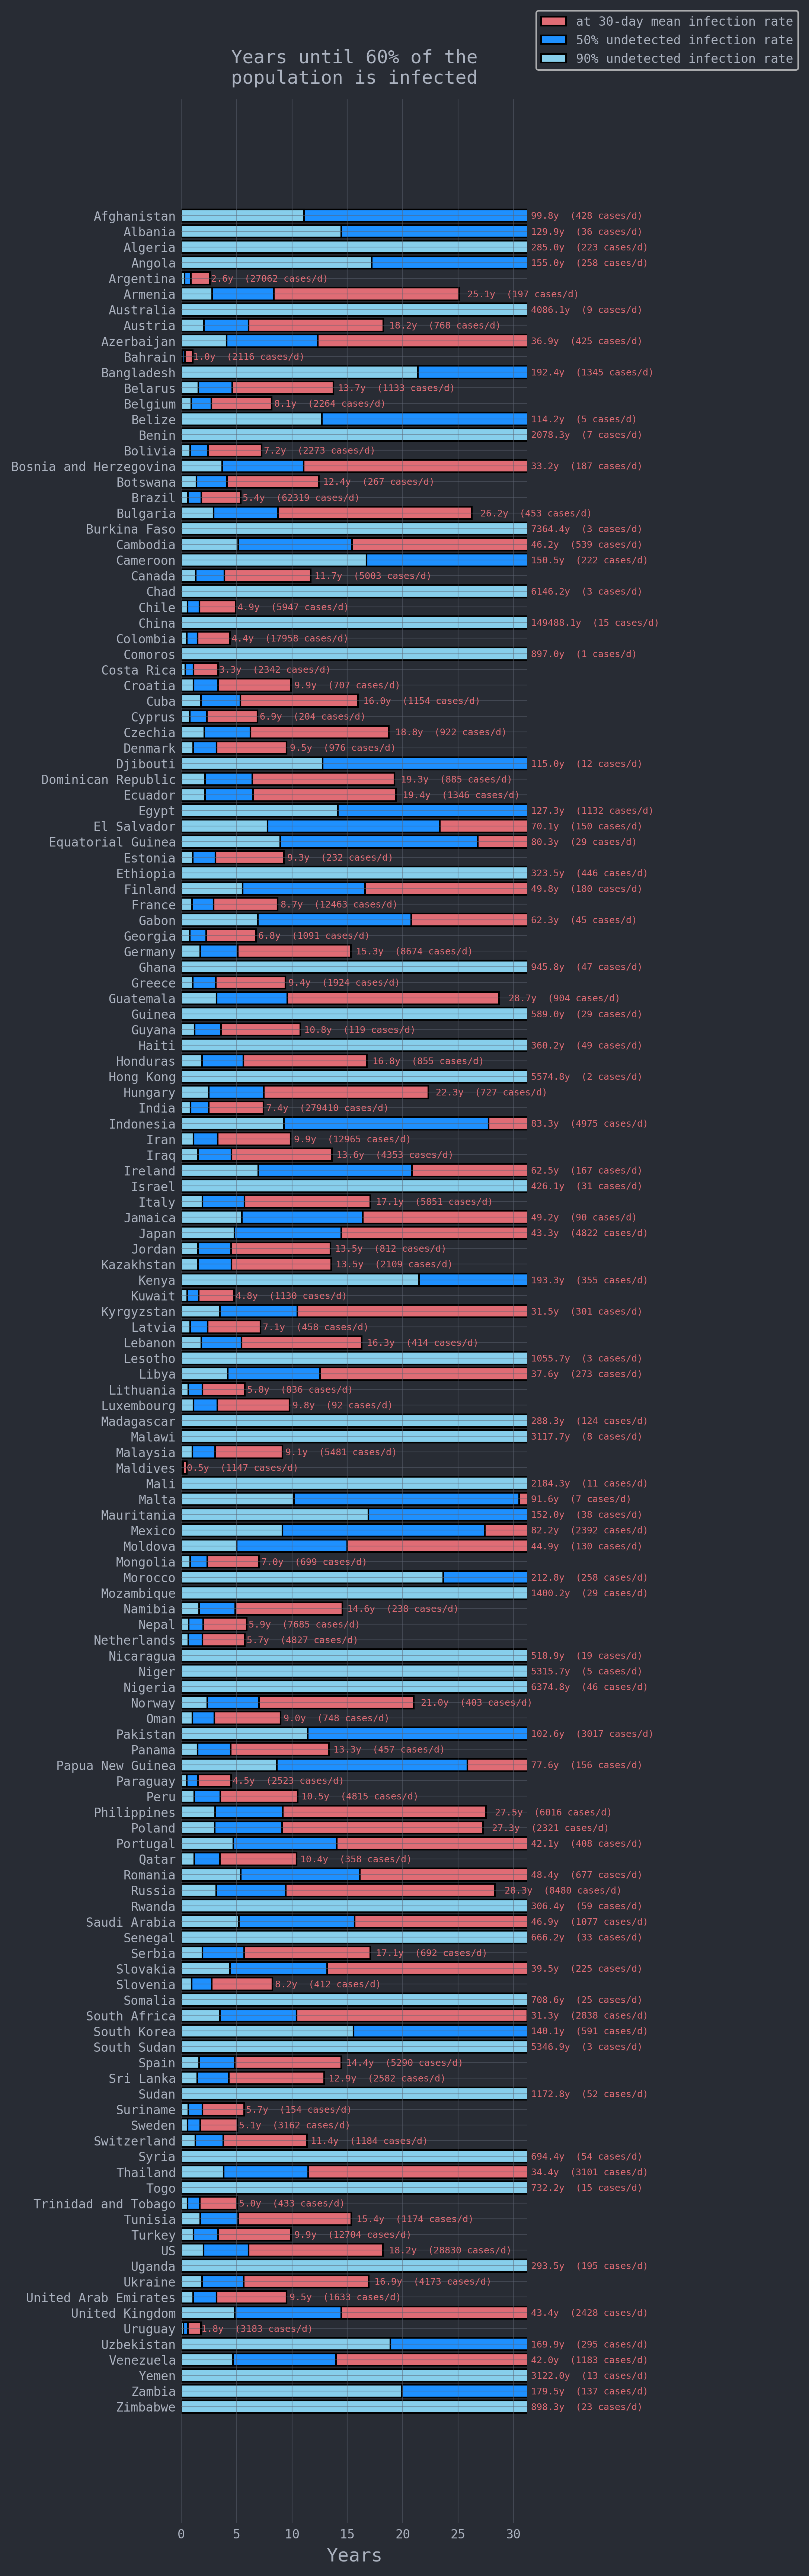 at 30-day mean infection rate
50% undetected infection rate
90% undetected infection rate
Years until 60% of the
population is infected
Afghanistan 99.8y (428 cases/d)
Albania 129.9y (36 cases/d)
Algeria 285.0y (223 cases/d)
Angola 155.0y (258 cases/d)
Argentina 2.6y (27062 cases/d)
Armenia 25.1y (197 cases/d)
Australia 4086.1y (9 cases/d)
Austria 18.2y (768 cases/d)
Azerbaijan 36.9y (425 cases/d)
Bahrain 1.0y (2116 cases/d)
Bangladesh 192.4y (1345 cases/d)
Belarus 13.7y (1133 cases/d)
Belgium 8.1y (2264 cases/d)
Belize 114.2y (5 cases/d)
Benin 2078.3y (7 cases/d)
Bolivia 7.2y (2273 cases/d)
Bosnia and Herzegovina 33.2y (187 cases/d)
Botswana 12.4y (267 cases/d)
Brazil 5.4y (62319 cases/d)
Bulgaria 26.2y (453 cases/d)
Burkina Faso 7364.4y (3 cases/d)
Cambodia 46.2y (539 cases/d)
Cameroon 150.5y (222 cases/d)
Canada 11.7y (5003 cases/d)
Chad 6146.2y (3 cases/d)
Chile 4.9y (5947 cases/d)
China 149488.1y (15 cases/d)
Colombia 4.4y (17958 cases/d)
Comoros 897.0y (1 cases/d)
Costa Rica 3.3y (2342 cases/d)
Croatia 9.9y (707 cases/d)
Cuba 16.0y (1154 cases/d)
Cyprus 6.9y (204 cases/d)
Czechia 18.8y (922 cases/d)
Denmark 9.5y (976 cases/d)
Djibouti 115.0y (12 cases/d)
Dominican Republic 19.3y (885 cases/d)
Ecuador 19.4y (1346 cases/d)
Egypt 127.3y (1132 cases/d)
El Salvador 70.1y (150 cases/d)
Equatorial Guinea 80.3y (29 cases/d)
Estonia 9.3y (232 cases/d)
Ethiopia 323.5y (446 cases/d)
Finland 49.8y (180 cases/d)
France 8.7y (12463 cases/d)
Gabon 62.3y (45 cases/d)
Georgia 6.8y (1091 cases/d)
Germany 15.3y (8674 cases/d)
Ghana 945.8y (47 cases/d)
Greece 9.4y (1924 cases/d)
Guatemala 28.7y (904 cases/d)
Guinea 589.0y (29 cases/d)
Guyana 10.8y (119 cases/d)
Haiti 360.2y (49 cases/d)
Honduras 16.8y (855 cases/d)
Hong Kong 5574.8y (2 cases/d)
Hungary 22.3y (727 cases/d)
India 7.4y (279410 cases/d)
Indonesia 83.3y (4975 cases/d)
Iran 9.9y (12965 cases/d)
Iraq 13.6y (4353 cases/d)
Ireland 62.5y (167 cases/d)
Israel 426.1y (31 cases/d)
Italy 17.1y (5851 cases/d)
Jamaica 49.2y (90 cases/d)
Japan 43.3y (4822 cases/d)
Jordan 13.5y (812 cases/d)
Kazakhstan 13.5y (2109 cases/d)
Kenya 193.3y (355 cases/d)
Kuwait 4.8y (1130 cases/d)
Kyrgyzstan 31.5y (301 cases/d)
Latvia 7.1y (458 cases/d)
Lebanon 16.3y (414 cases/d)
Lesotho 1055.7y (3 cases/d)
Libya 37.6y (273 cases/d)
Lithuania 5.8y (836 cases/d)
Luxembourg 9.8y (92 cases/d)
Madagascar 288.3y (124 cases/d)
Malawi 3117.7y (8 cases/d)
Malaysia 9.1y (5481 cases/d)
Maldives 0.5y (1147 cases/d)
Mali 2184.3y (11 cases/d)
Malta 91.6y (7 cases/d)
Mauritania 152.0y (38 cases/d)
Mexico 82.2y (2392 cases/d)
Moldova 44.9y (130 cases/d)
Mongolia 7.0y (699 cases/d)
Morocco 212.8y (258 cases/d)
Mozambique 1400.2y (29 cases/d)
Namibia 14.6y (238 cases/d)
Nepal 5.9y (7685 cases/d)
Netherlands 5.7y (4827 cases/d)
Nicaragua 518.9y (19 cases/d)
Niger 5315.7y (5 cases/d)
Nigeria 6374.8y (46 cases/d)
Norway 21.0y (403 cases/d)
Oman 9.0y (748 cases/d)
Pakistan 102.6y (3017 cases/d)
Panama 13.3y (457 cases/d)
Papua New Guinea 77.6y (156 cases/d)
Paraguay 4.5y (2523 cases/d)
Peru 10.5y (4815 cases/d)
Philippines 27.5y (6016 cases/d)
Poland 27.3y (2321 cases/d)
Portugal 42.1y (408 cases/d)
Qatar 10.4y (358 cases/d)
Romania 48.4y (677 cases/d)
Russia 28.3y (8480 cases/d)
Rwanda 306.4y (59 cases/d)
Saudi Arabia 46.9y (1077 cases/d)
Senegal 666.2y (33 cases/d)
Serbia 17.1y (692 cases/d)
Slovakia 39.5y (225 cases/d)
Slovenia 8.2y (412 cases/d)
Somalia 708.6y (25 cases/d)
South Africa 31.3y (2838 cases/d)
South Korea 140.1y (591 cases/d)
South Sudan 5346.9y (3 cases/d)
Spain 14.4y (5290 cases/d)
Sri Lanka 12.9y (2582 cases/d)
Sudan 1172.8y (52 cases/d)
Suriname 5.7y (154 cases/d)
Sweden 5.1y (3162 cases/d)
Switzerland 11.4y (1184 cases/d)
Syria 694.4y (54 cases/d)
Thailand 34.4y (3101 cases/d)
Togo 732.2y (15 cases/d)
Trinidad and Tobago 5.0y (433 cases/d)
Tunisia 15.4y (1174 cases/d)
Turkey 9.9y (12704 cases/d)
US 18.2y (28830 cases/d)
Uganda 293.5y (195 cases/d)
Ukraine 16.9y (4173 cases/d)
United Arab Emirates 9.5y (1633 cases/d)
United Kingdom 43.4y (2428 cases/d)
Uruguay 1.8y (3183 cases/d)
Uzbekistan 169.9y (295 cases/d)
Venezuela 42.0y (1183 cases/d)
Yemen 3122.0y (13 cases/d)
Zambia 179.5y (137 cases/d)
Zimbabwe 898.3y (23 cases/d)
0 5 10 15 20 25 30
Years